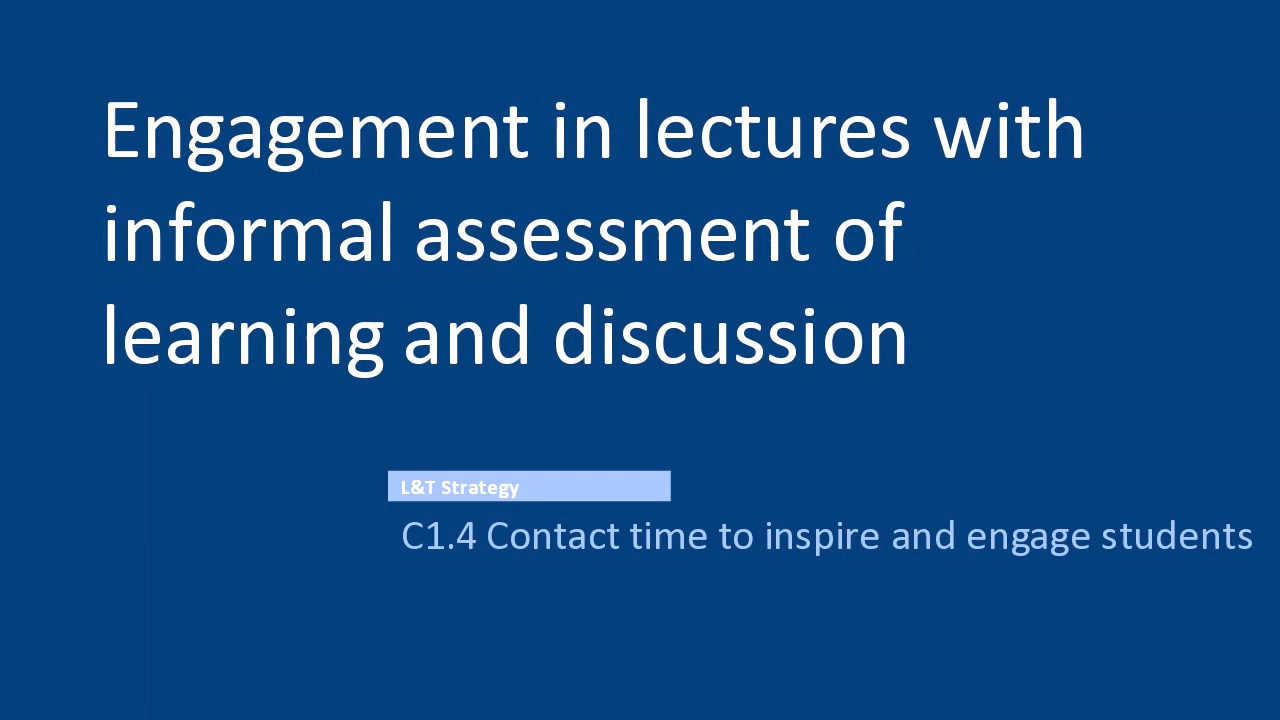 Engagement in lectures with
informal assessment of
learning and discussion
L&T Strategy
C1.4 Contact time to inspire and engage students